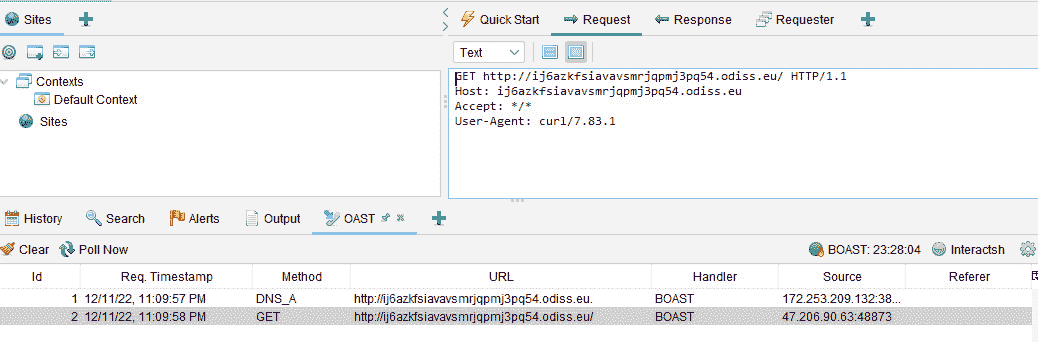 Sites
Quick Start Request Response Requester
Text
Contexts
Default Context
Sites
GET http://ij6azkfsiavavsmrjqpmj3pq54.odiss.eu/ HTTP/1.1
Host: ij6azkfsiavavsmrjqpmj3pq54.odiss.eu
Accept: */*
User-Agent: curl/7.83.1
History Search Alerts Output OAST
Clear Poll Now BOAST: 23:28:04 Interactsh
Id Req. Timestamp Method URL Handler Source Referer
1 12/11/22, 11:09:57 PM DNS_A http://ij6azkfsiavavsmrjqpmj3pq54.odiss.eu. BOAST 172.253.209.132:38...
2 12/11/22, 11:09:58 PM GET http://ij6azkfsiavavsmrjqpmj3pq54.odiss.eu/ BOAST 47.206.90.63:48873